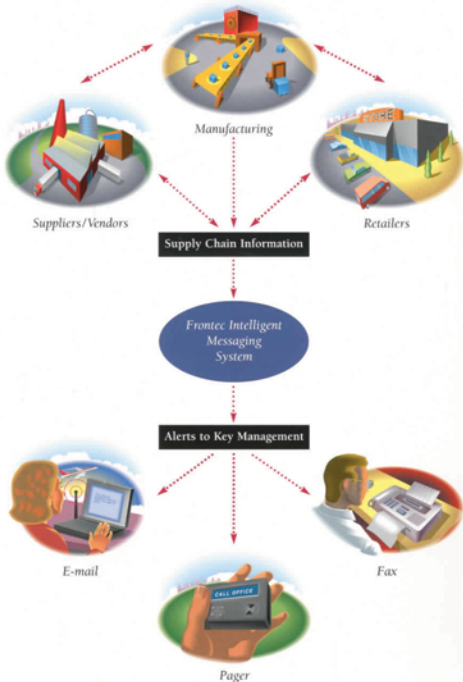 Manufacturing
STORE
Suppliers/Vendors
Retailers
Supply Chain Information
Frontec Intelligent
Messaging
System
Alerts to Key Management
E-mail
Fax
CALL OFFICE
Pager